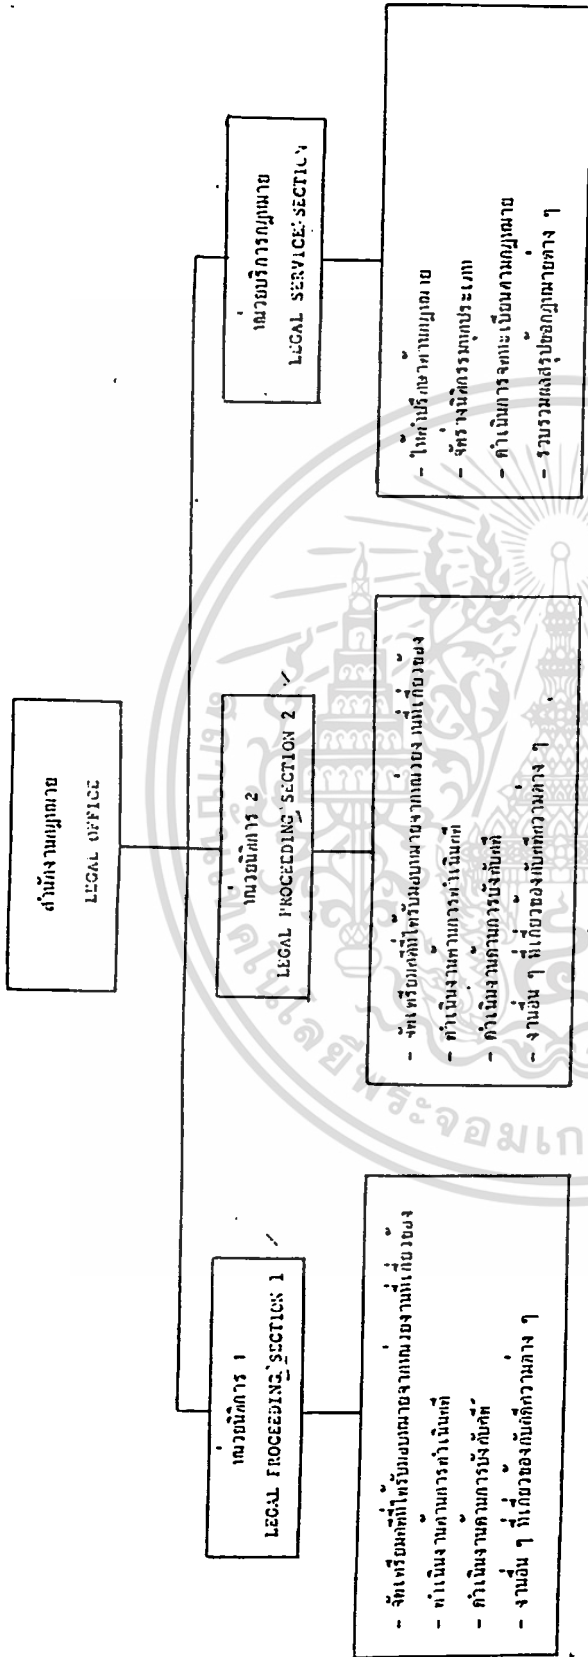 สำนักงานกฎหมาย
LEGAL OFFICE
หน่วยนิติการ 1
LEGAL PROCEEDING SECTION 1
- จัดเตรียมคดีที่ได้รับมอบหมายจากหน่วยงานที่เกี่ยวข้อง
- ดำเนินงานด้านการดำเนินคดี
- ดำเนินงานด้านการบังคับคดี
- งานอื่น ๆ ที่เกี่ยวข้องกับคดีความต่าง ๆ
หน่วยนิติการ 2
LEGAL PROCEEDING SECTION 2
- จัดเตรียมคดีที่ได้รับมอบหมายจากหน่วยงานที่เกี่ยวข้อง
- ดำเนินงานด้านการดำเนินคดี
- ดำเนินงานด้านการบังคับคดี
- งานอื่น ๆ ที่เกี่ยวข้องกับคดีความต่าง ๆ
หน่วยบริการกฎหมาย
LEGAL SERVICE SECTION
- ให้คำปรึกษาด้านกฎหมาย
- จัดร่างนิติกรรมทุกประเภท
- ดำเนินการจดทะเบียนตามกฎหมาย
- รวบรวมผลสรุปข้อกฎหมายต่าง ๆ